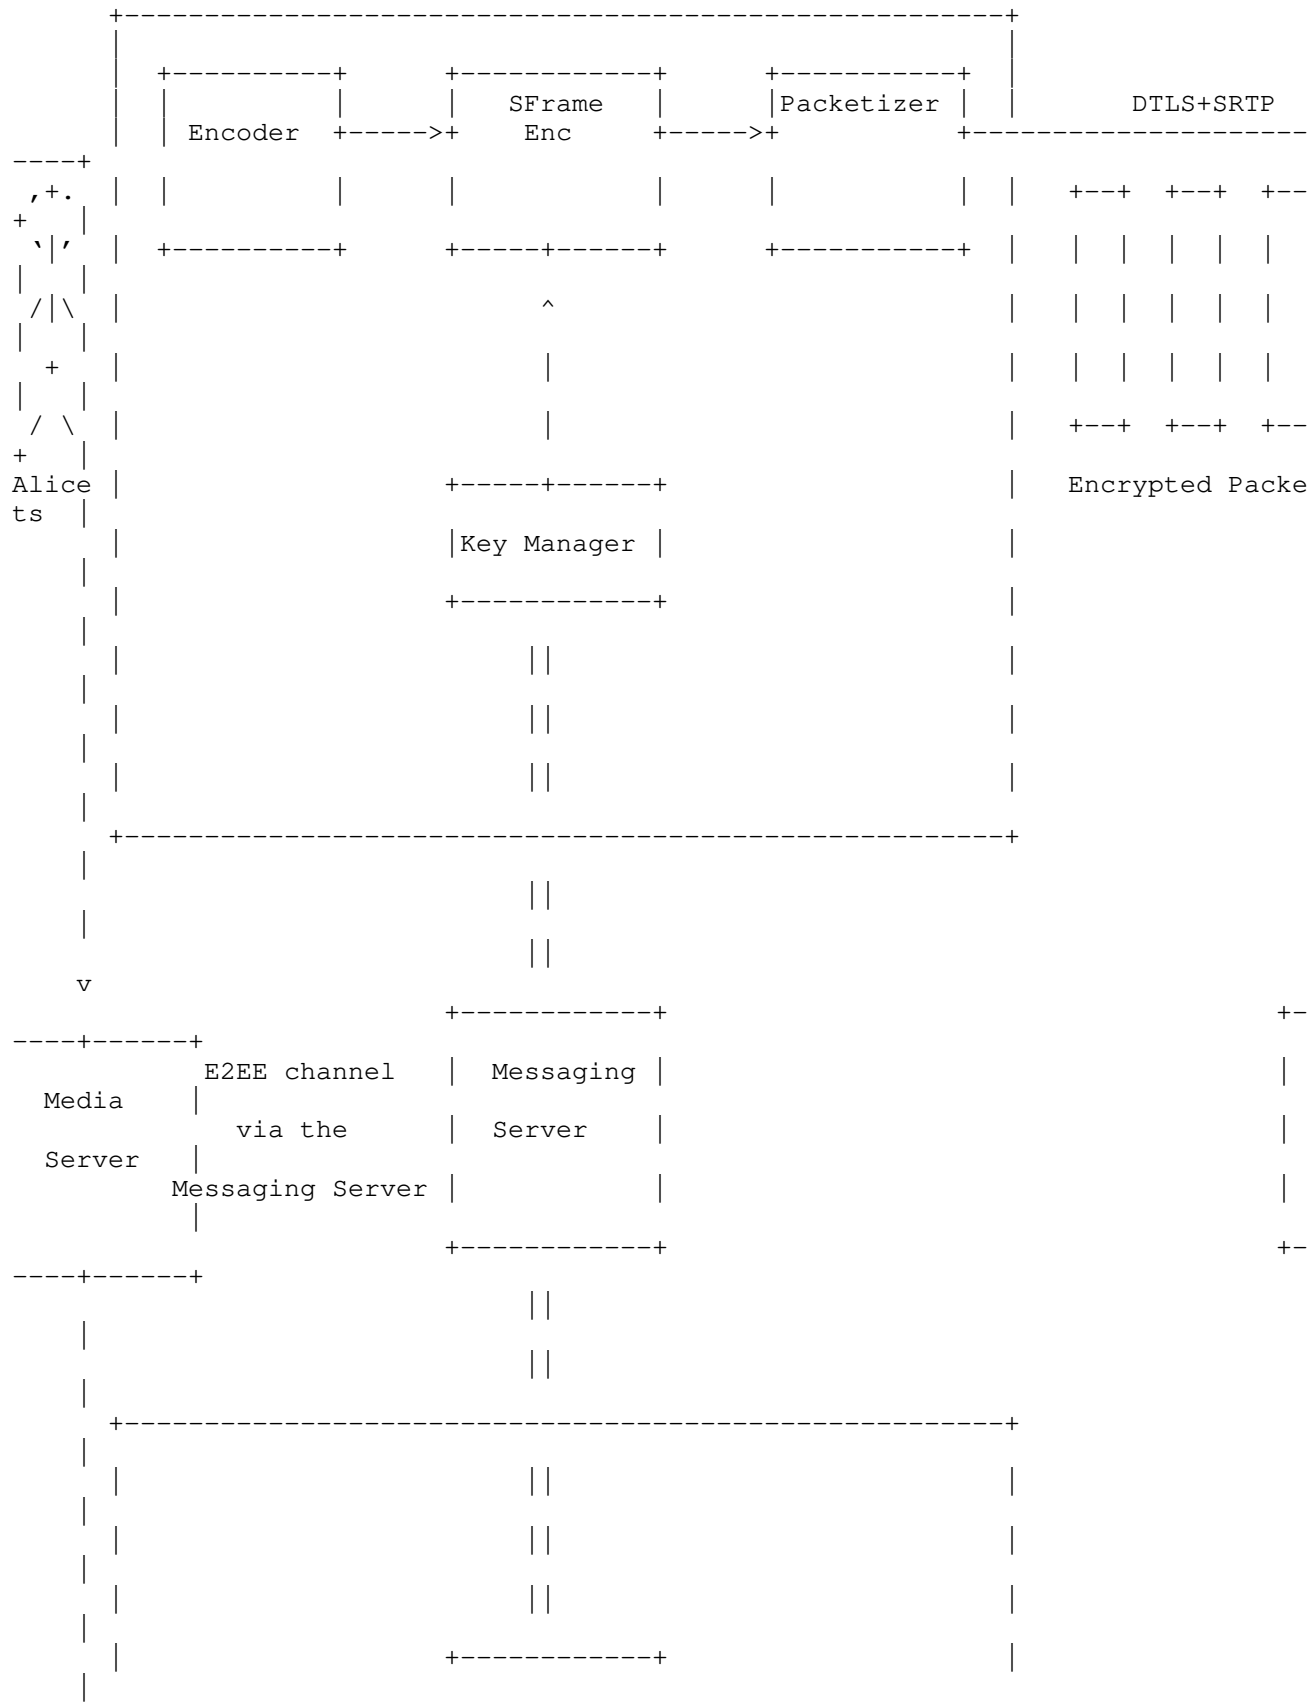 SFrame Packetizer DTLS+SRTP
Encoder Enc
Alice Encrypted Packe
ts
Key Manager
E2EE channel Messaging
Media
via the Server
Server
Messaging Server